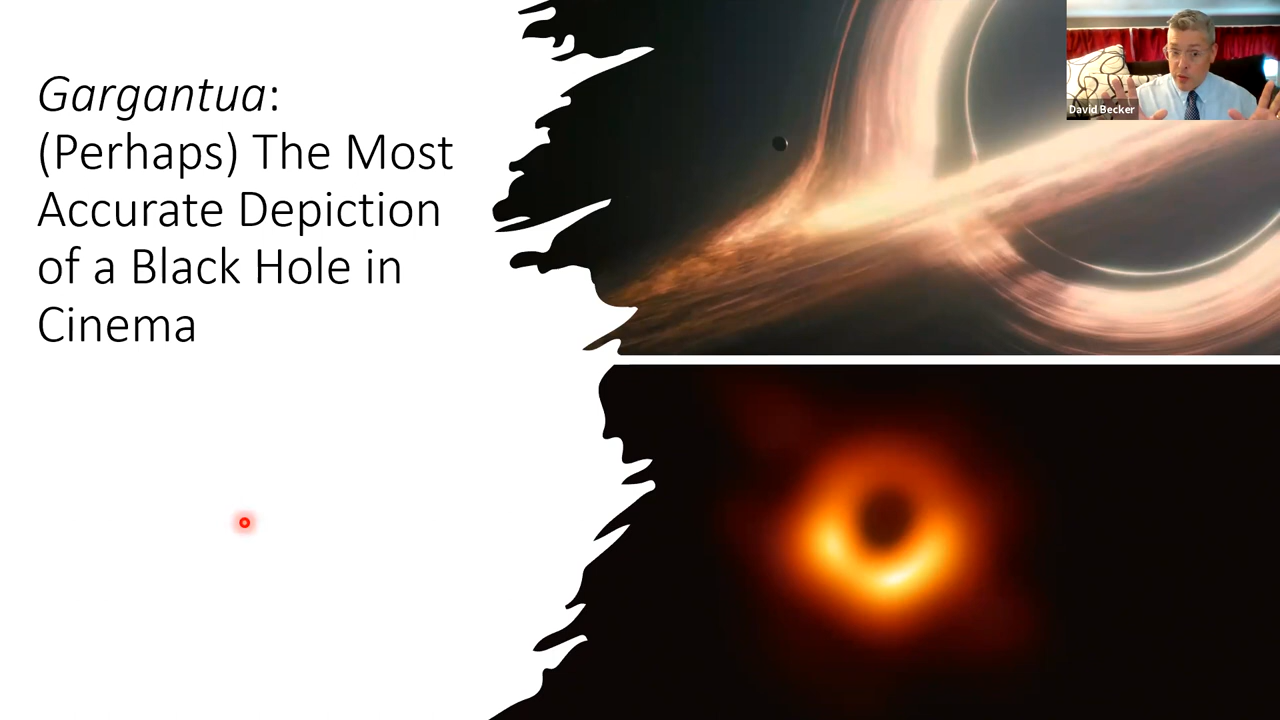 Gargantua:
(Perhaps) The Most
Accurate Depiction
of a Black Hole in
Cinema
David Becker